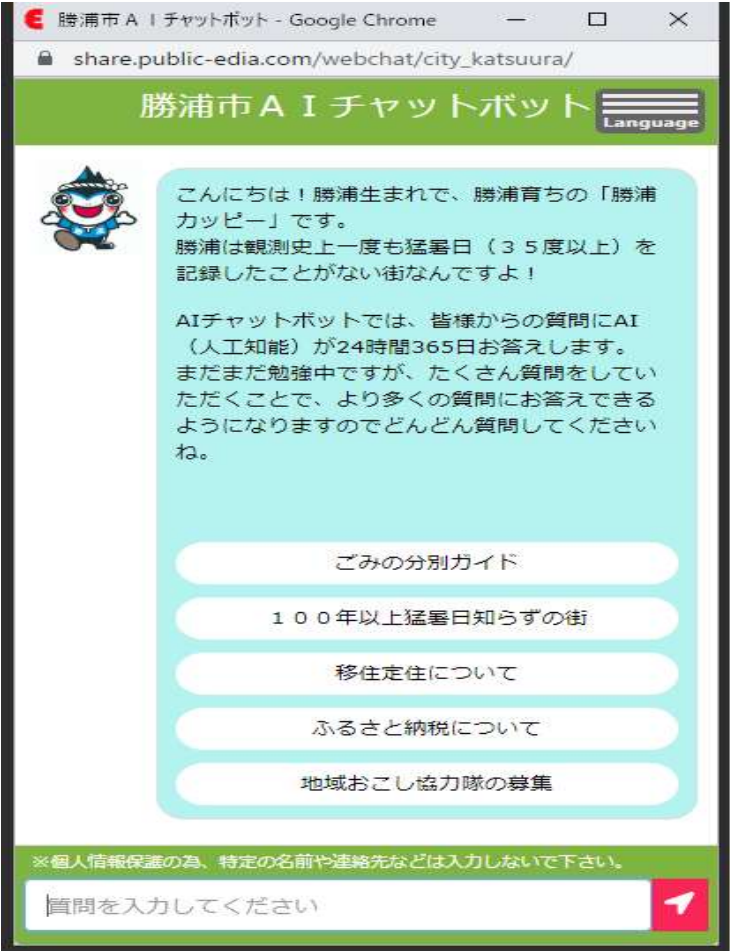 勝浦市AIチャットボット - Google Chrome
share.public-edia.com/webchat/city_katsuura/
勝浦市AIチャットボット
Language
こんにちは！勝浦生まれで、勝浦育ちの「勝浦
カッピー」です。
勝浦は観測史上一度も猛暑日（３５度以上）を
記録したことがない街なんですよ！
AIチャットボットでは、皆様からの質問にAI
（人工知能）が24時間365日お答えします。
まだまだ勉強中ですが、たくさん質問をしてい
ただくことで、より多くの質問にお答えできる
ようになりますのでどんどん質問してください
ね。
ごみの分別ガイド
１００年以上猛暑日知らずの街
移住定住について
ふるさと納税について
地域おこし協力隊の募集
※個人情報保護の為、特定の名前や連絡先などは入力しないで下さい。
質問を入力してください